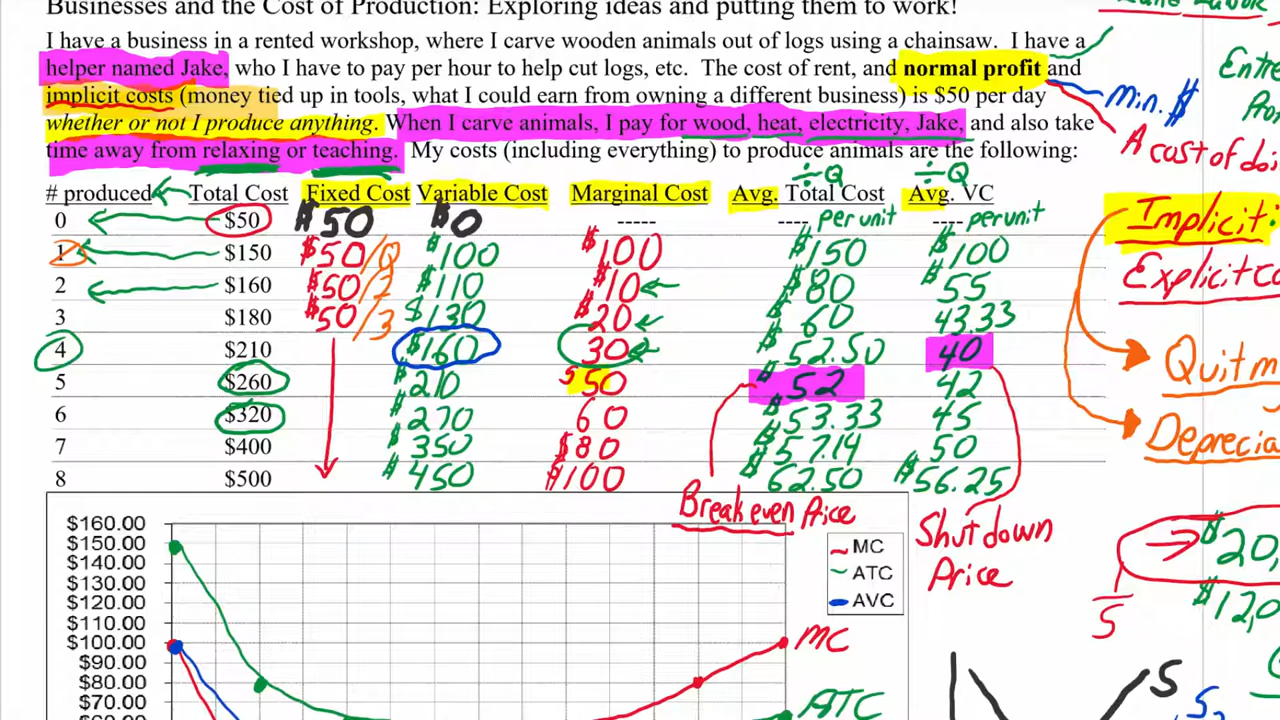 Businesses and the Cost of Production: Exploring ideas and putting them to work!
I have a business in a rented workshop, where I carve wooden animals out of logs using a chainsaw. I have a
helper named Jake, who I have to pay per hour to help cut logs, etc. The cost of rent, and normal profit and
implicit costs (money tied up in tools, what I could earn from owning a different business) is $50 per day
whether or not I produce anything. When I carve animals, I pay for wood, heat, electricity, Jake, and also take
time away from relaxing or teaching. My costs (including everything) to produce animals are the following:
min. $
A cost of
÷Q ÷Q
# produced Total Cost Fixed Cost Variable Cost Marginal Cost Avg. Total Cost Avg. VC
0 $50 $50 $0 ----- ---- per unit ---- per unit
1 $150 $50/0 $100 $100 $150 $100
2 $160 $50/2 $110 $10 $80 $55
3 $180 $50/3 $130 $20 $60 43.33
4 $210 $160 30 $52.50 40
5 $260 $210 $50 $52 42
6 $320 $270 60 $53.33 45
7 $400 $350 $80 $57.14 50
8 $500 $450 $100 $62.50 $56.25
Implicit:
Explicit
Quit
Break even Price
Shut down
Price
$160.00
$150.00
$140.00
$130.00
$120.00
$110.00
$100.00
$90.00
$80.00
$70.00
MC
ATC
AVC
MC
ATC
$20,
$12,0
S
S
S2